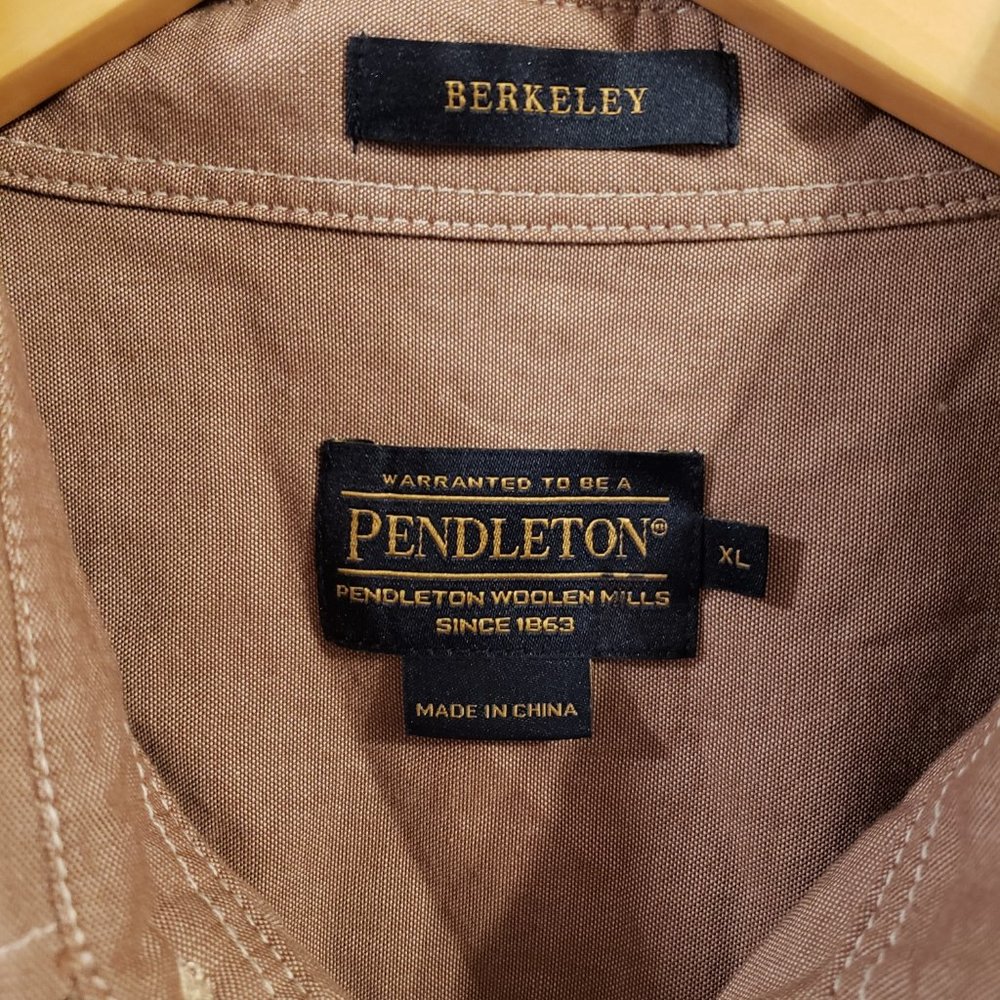 BERKELEY
WARRANTED TO BE A
PENDLETON®
PENDLETON WOOLEN MILLS
SINCE 1863
XL
MADE IN CHINA